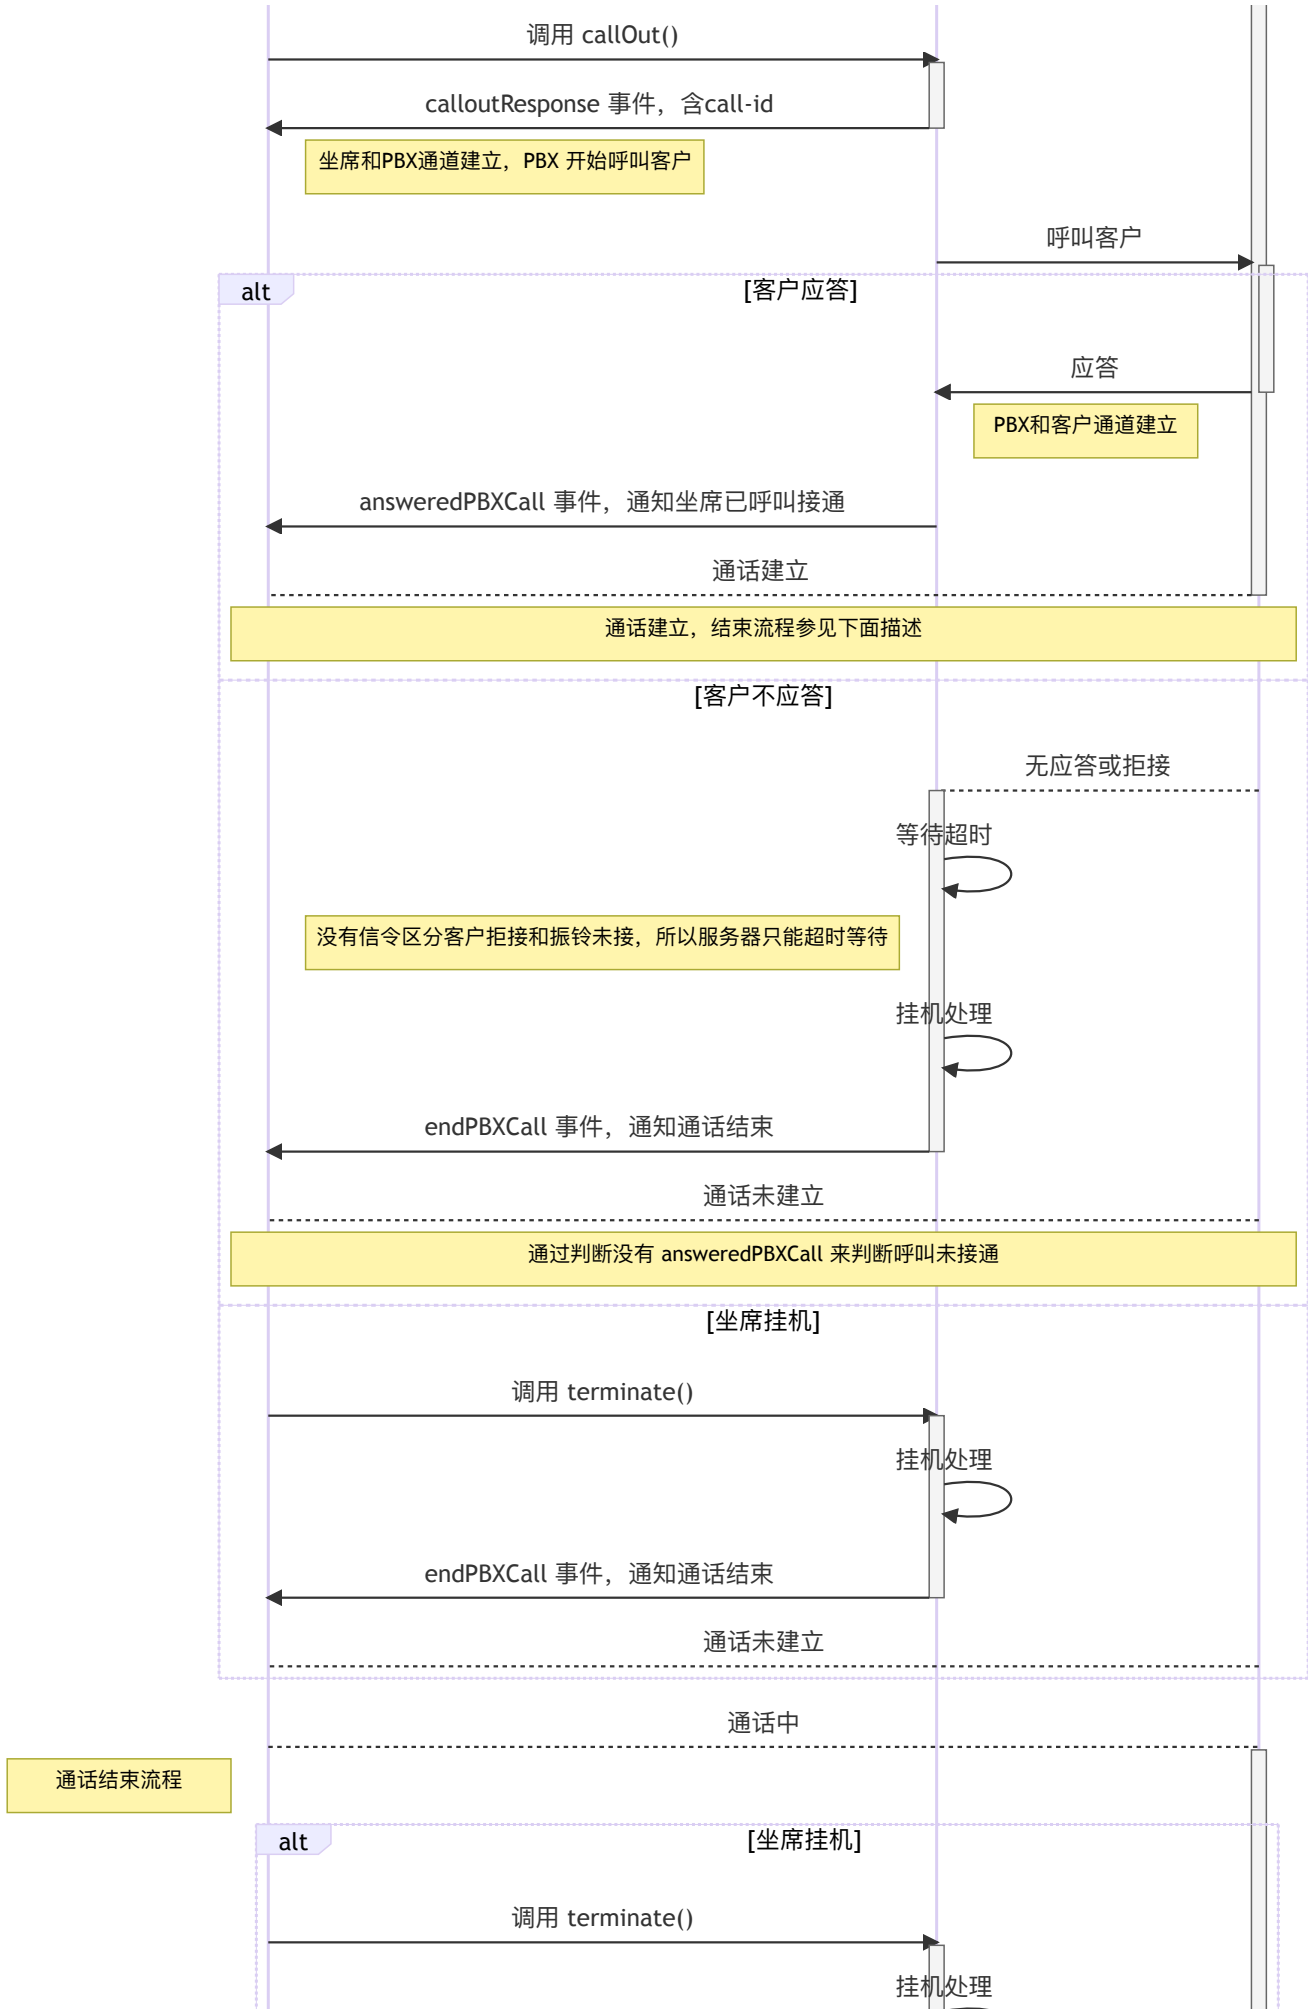 调用 callOut()
calloutResponse 事件，含call-id
坐席和PBX通道建立，PBX 开始呼叫客户
呼叫客户
alt
[客户应答]
应答
PBX和客户通道建立
answeredPBXCall 事件，通知坐席已呼叫接通
通话建立
通话建立，结束流程参见下面描述
[客户不应答]
无应答或拒接
等待超时
没有信令区分客户拒接和振铃未接，所以服务器只能超时等待
挂机处理
endPBXCall 事件，通知通话结束
通话未建立
通过判断没有 answeredPBXCall 来判断呼叫未接通
[坐席挂机]
调用 terminate()
挂机处理
endPBXCall 事件，通知通话结束
通话未建立
通话中
通话结束流程
alt
[坐席挂机]
调用 terminate()
挂机处理